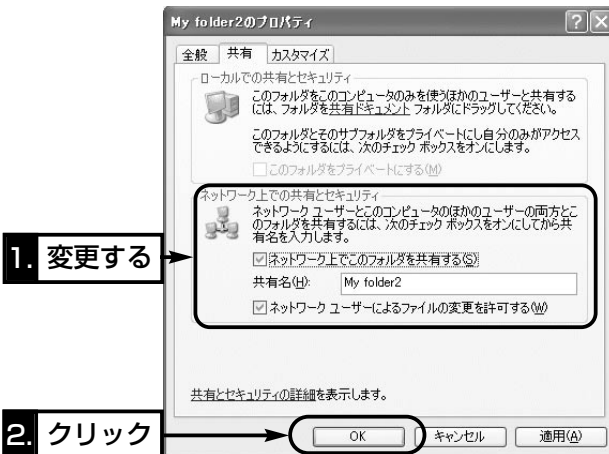 My folder2のプロパティ
全般 共有 カスタマイズ
ローカルでの共有とセキュリティ
このフォルダをこのコンピュータのみを使うほかのユーザーと共有する
には、フォルダを共有ドキュメント フォルダにドラッグしてください。
このフォルダとそのサブフォルダをプライベートにし自分のみがアクセス
できるようにするには、次のチェック ボックスをオンにします。
このフォルダをプライベートにする(M)
ネットワーク上での共有とセキュリティ
ネットワーク ユーザーとこのコンピュータのほかのユーザーの両方とこ
のフォルダを共有するには、次のチェック ボックスをオンにしてから共
有名を入力します。
1. 変更する
ネットワーク上でこのフォルダを共有する(S)
共有名(H): My folder2
ネットワーク ユーザーによるファイルの変更を許可する(W)
共有とセキュリティの詳細を表示します。
2. クリック
OK キャンセル 適用(A)